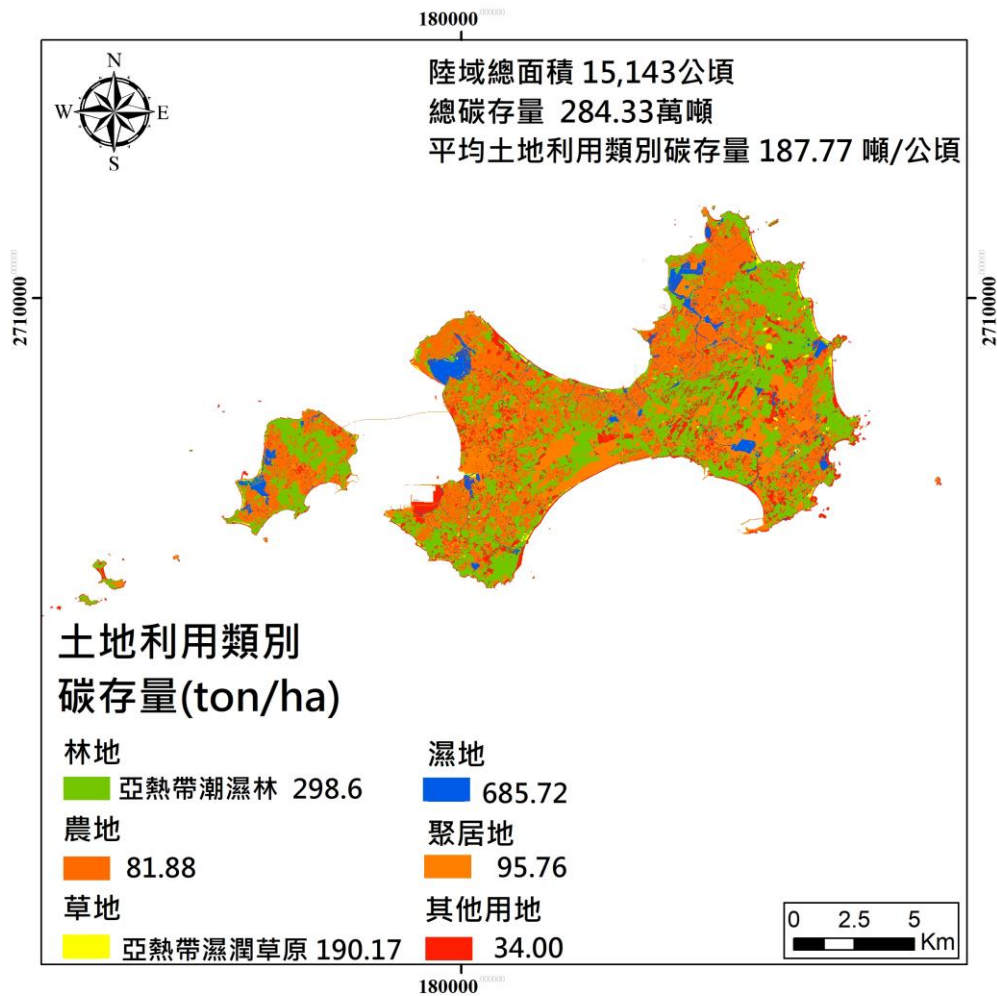 180000
N
W E
S
陸域總面積 15,143公頃
總碳存量 284.33萬噸
平均土地利用類別碳存量 187.77 噸/公頃
2710000
2710000
土地利用類別
碳存量(ton/ha)
林地
亞熱帶潮濕林 298.6
農地
81.88
草地
亞熱帶濕潤草原 190.17
濕地
685.72
聚居地
95.76
其他用地
34.00
0 2.5 5
Km
180000